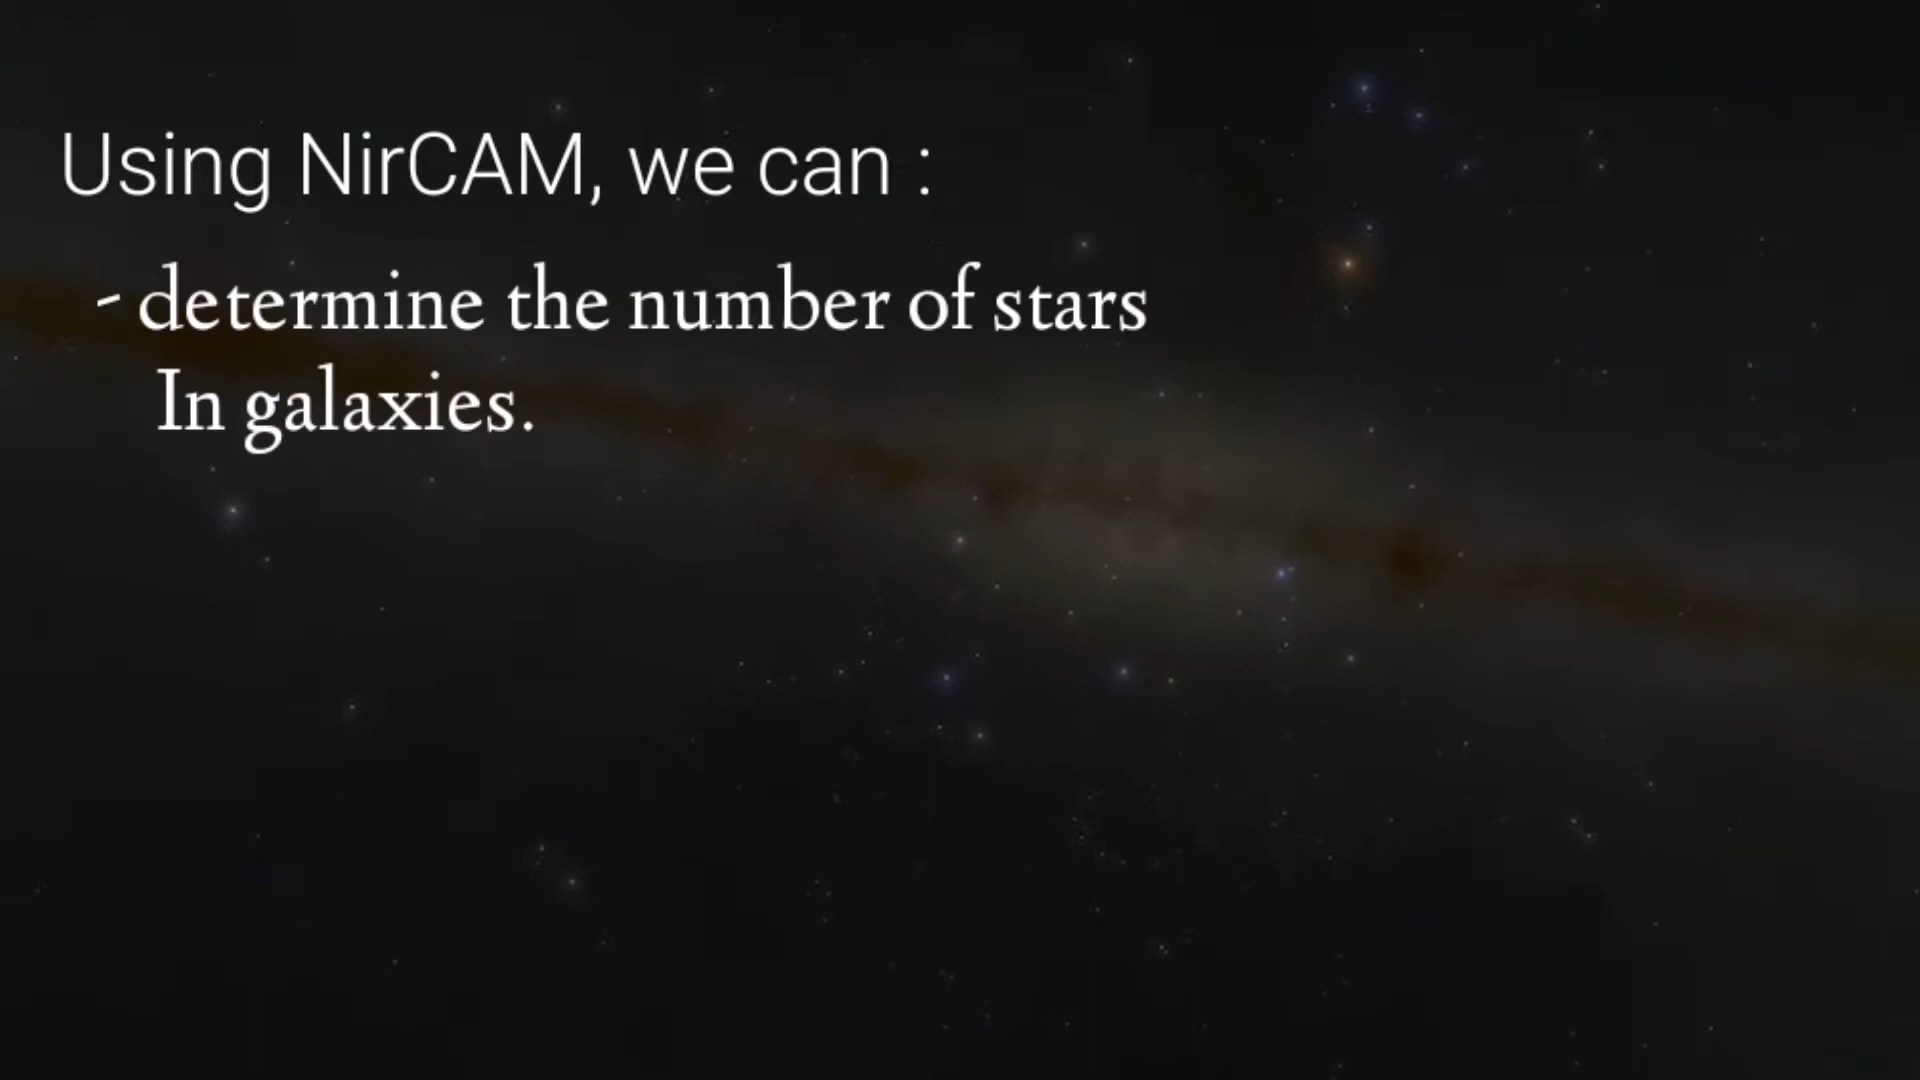 Using NirCAM, we can :
- determine the number of stars
In galaxies.